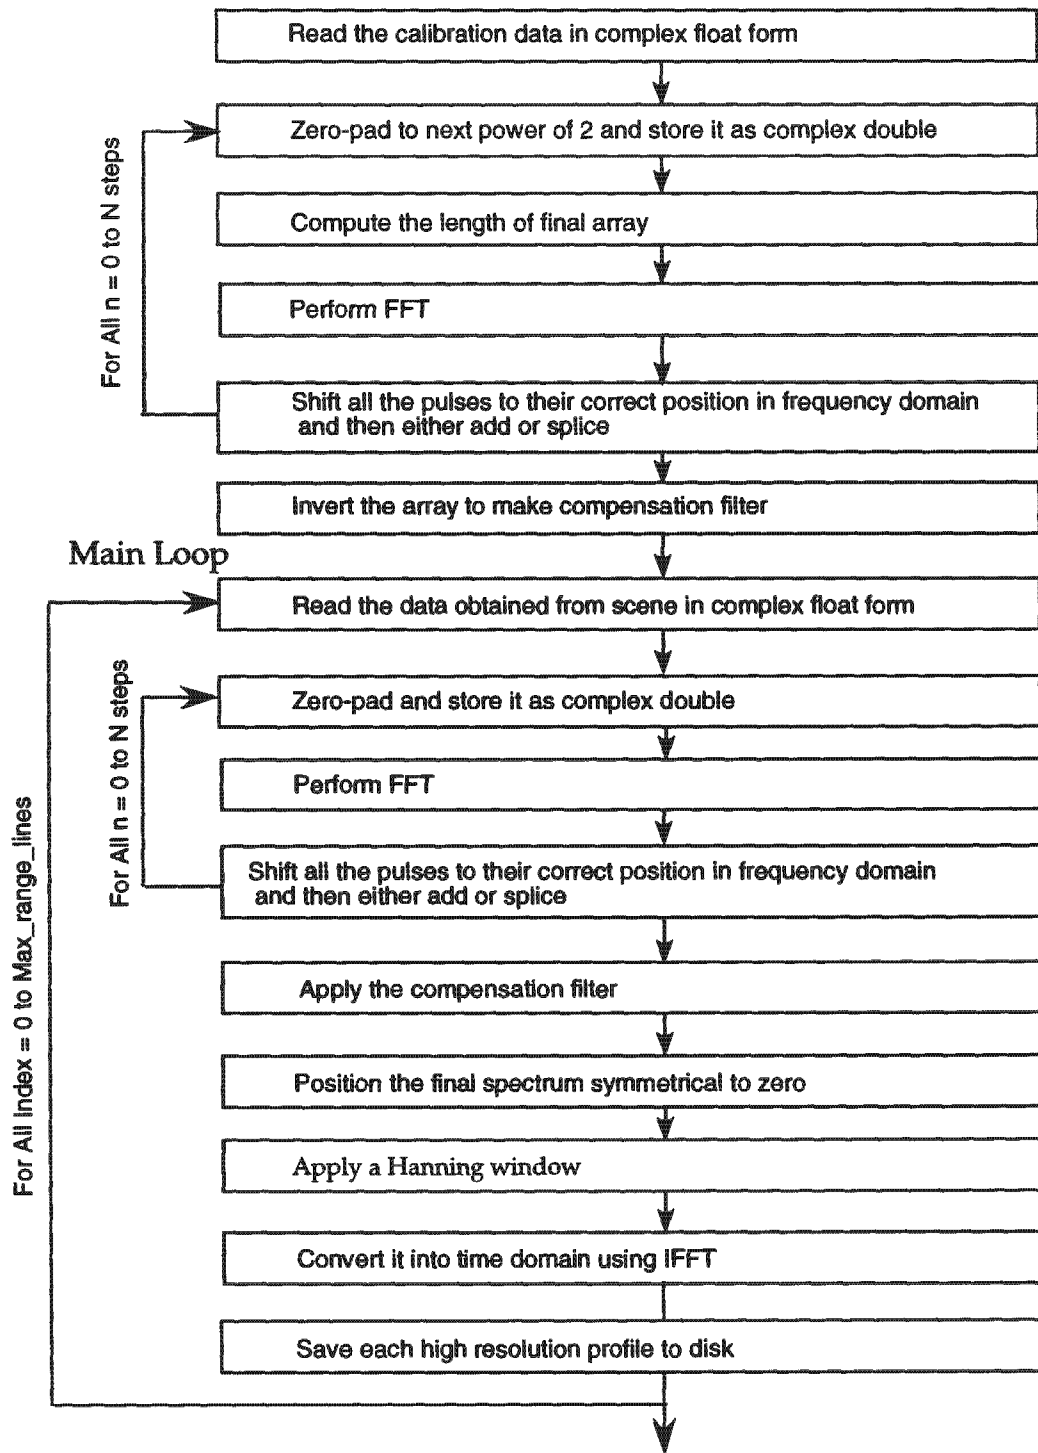 Read the calibration data in complex float form
Zero-pad to next power of 2 and store it as complex double
Compute the length of final array
Perform FFT
Shift all the pulses to their correct position in frequency domain
and then either add or splice
For All n = 0 to N steps
Invert the array to make compensation filter
Main Loop
Read the data obtained from scene in complex float form
Zero-pad and store it as complex double
Perform FFT
Shift all the pulses to their correct position in frequency domain
and then either add or splice
For All n = 0 to N steps
Apply the compensation filter
Position the final spectrum symmetrical to zero
Apply a Hanning window
Convert it into time domain using IFFT
Save each high resolution profile to disk
For All Index = 0 to Max_range_lines